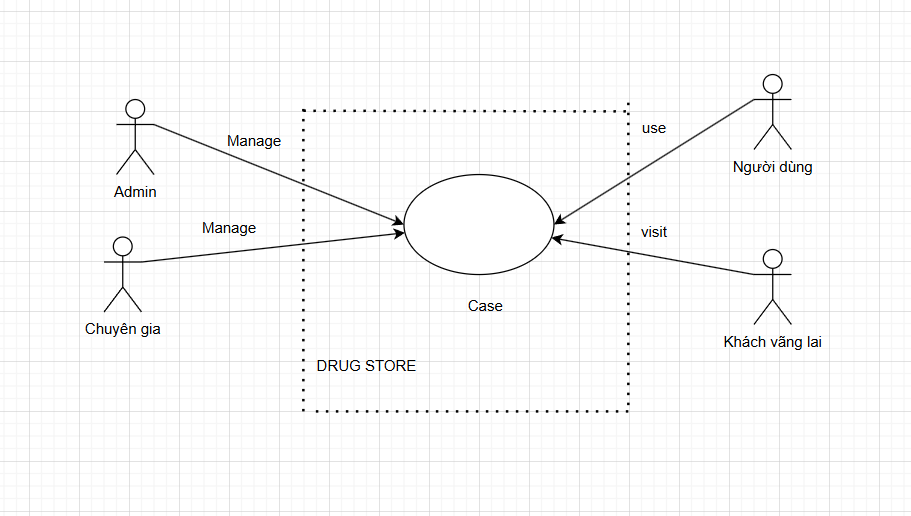 use
Manage
Người dùng
Admin
Manage
visit
Case
Chuyên gia
Khách vãng lai
DRUG STORE